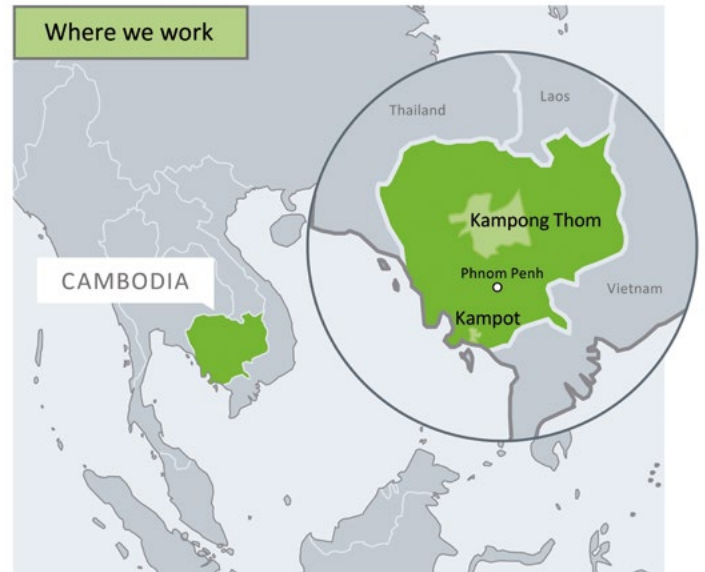 Where we work
Thailand
Laos
Kampong Thom
CAMBODIA
Phnom Penh
Vietnam
Kampot